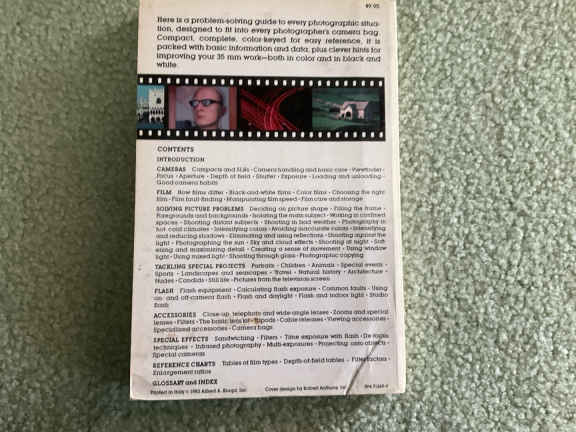 $9.95
Here is a problem-solving guide to every photographic situa-
tion, designed to fit into every photographer's camera bag.
Compact, complete, color-keyed for easy reference, it is
packed with basic information and data, plus clever hints for
improving your 35 mm work—both in color and in black and
white.
CONTENTS
INTRODUCTION
CAMERAS Compacts and SLRs · Camera handling and basic care · Viewfinder ·
Focus · Aperture · Depth of field · Shutter · Exposure · Loading and unloading ·
Good camera habits
FILM How films differ · Black-and-white films · Color films · Choosing the right
film · Film fault-finding · Manipulating film speed · Film care and storage
SOLVING PICTURE PROBLEMS Deciding on picture shape · Filling the frame ·
Foregrounds and backgrounds · Isolating the main subject · Working in confined
spaces · Shooting distant subjects · Shooting in bad weather · Photography in
hot cold climates · Intensifying colors · Avoiding inaccurate colors · Intensifying
and reducing shadows · Eliminating and using reflections · Shooting against the
light · Photographing the sun · Sky and cloud effects · Shooting at night · Soft
edging and maximizing detail · Creating a sense of movement · Using window
light · Using mixed light · Shooting through glass · Photographic copying
TACKLING SPECIAL PROJECTS Portraits · Children · Animals · Special events ·
Sports · Landscapes and seascapes · Travel · Natural history · Architecture ·
Nudes · Candids · Still life · Pictures from the television screen
FLASH Flash equipment · Calculating flash exposure · Common faults · Using
on- and off-camera flash · Flash and daylight · Flash and indoor light · Studio
flash
ACCESSORIES Close-up, telephoto and wide-angle lenses · Zooms and special
lenses · Filters · The basic lens kit · Tripods · Cable releases · Viewing accessories ·
Specialized accessories · Camera bags
SPECIAL EFFECTS Sandwiching · Filters · Time exposure with flash · Darkroom
techniques · Infrared photography · Multi-exposures · Projecting onto objects ·
Special cameras
REFERENCE CHARTS Tables of film types · Depth-of-field tables · Filter factors ·
Enlargement ratios
GLOSSARY and INDEX
Printed in Italy © 1983 Alfred A. Knopf, Inc. Cover design by Robert Anthony, Inc.